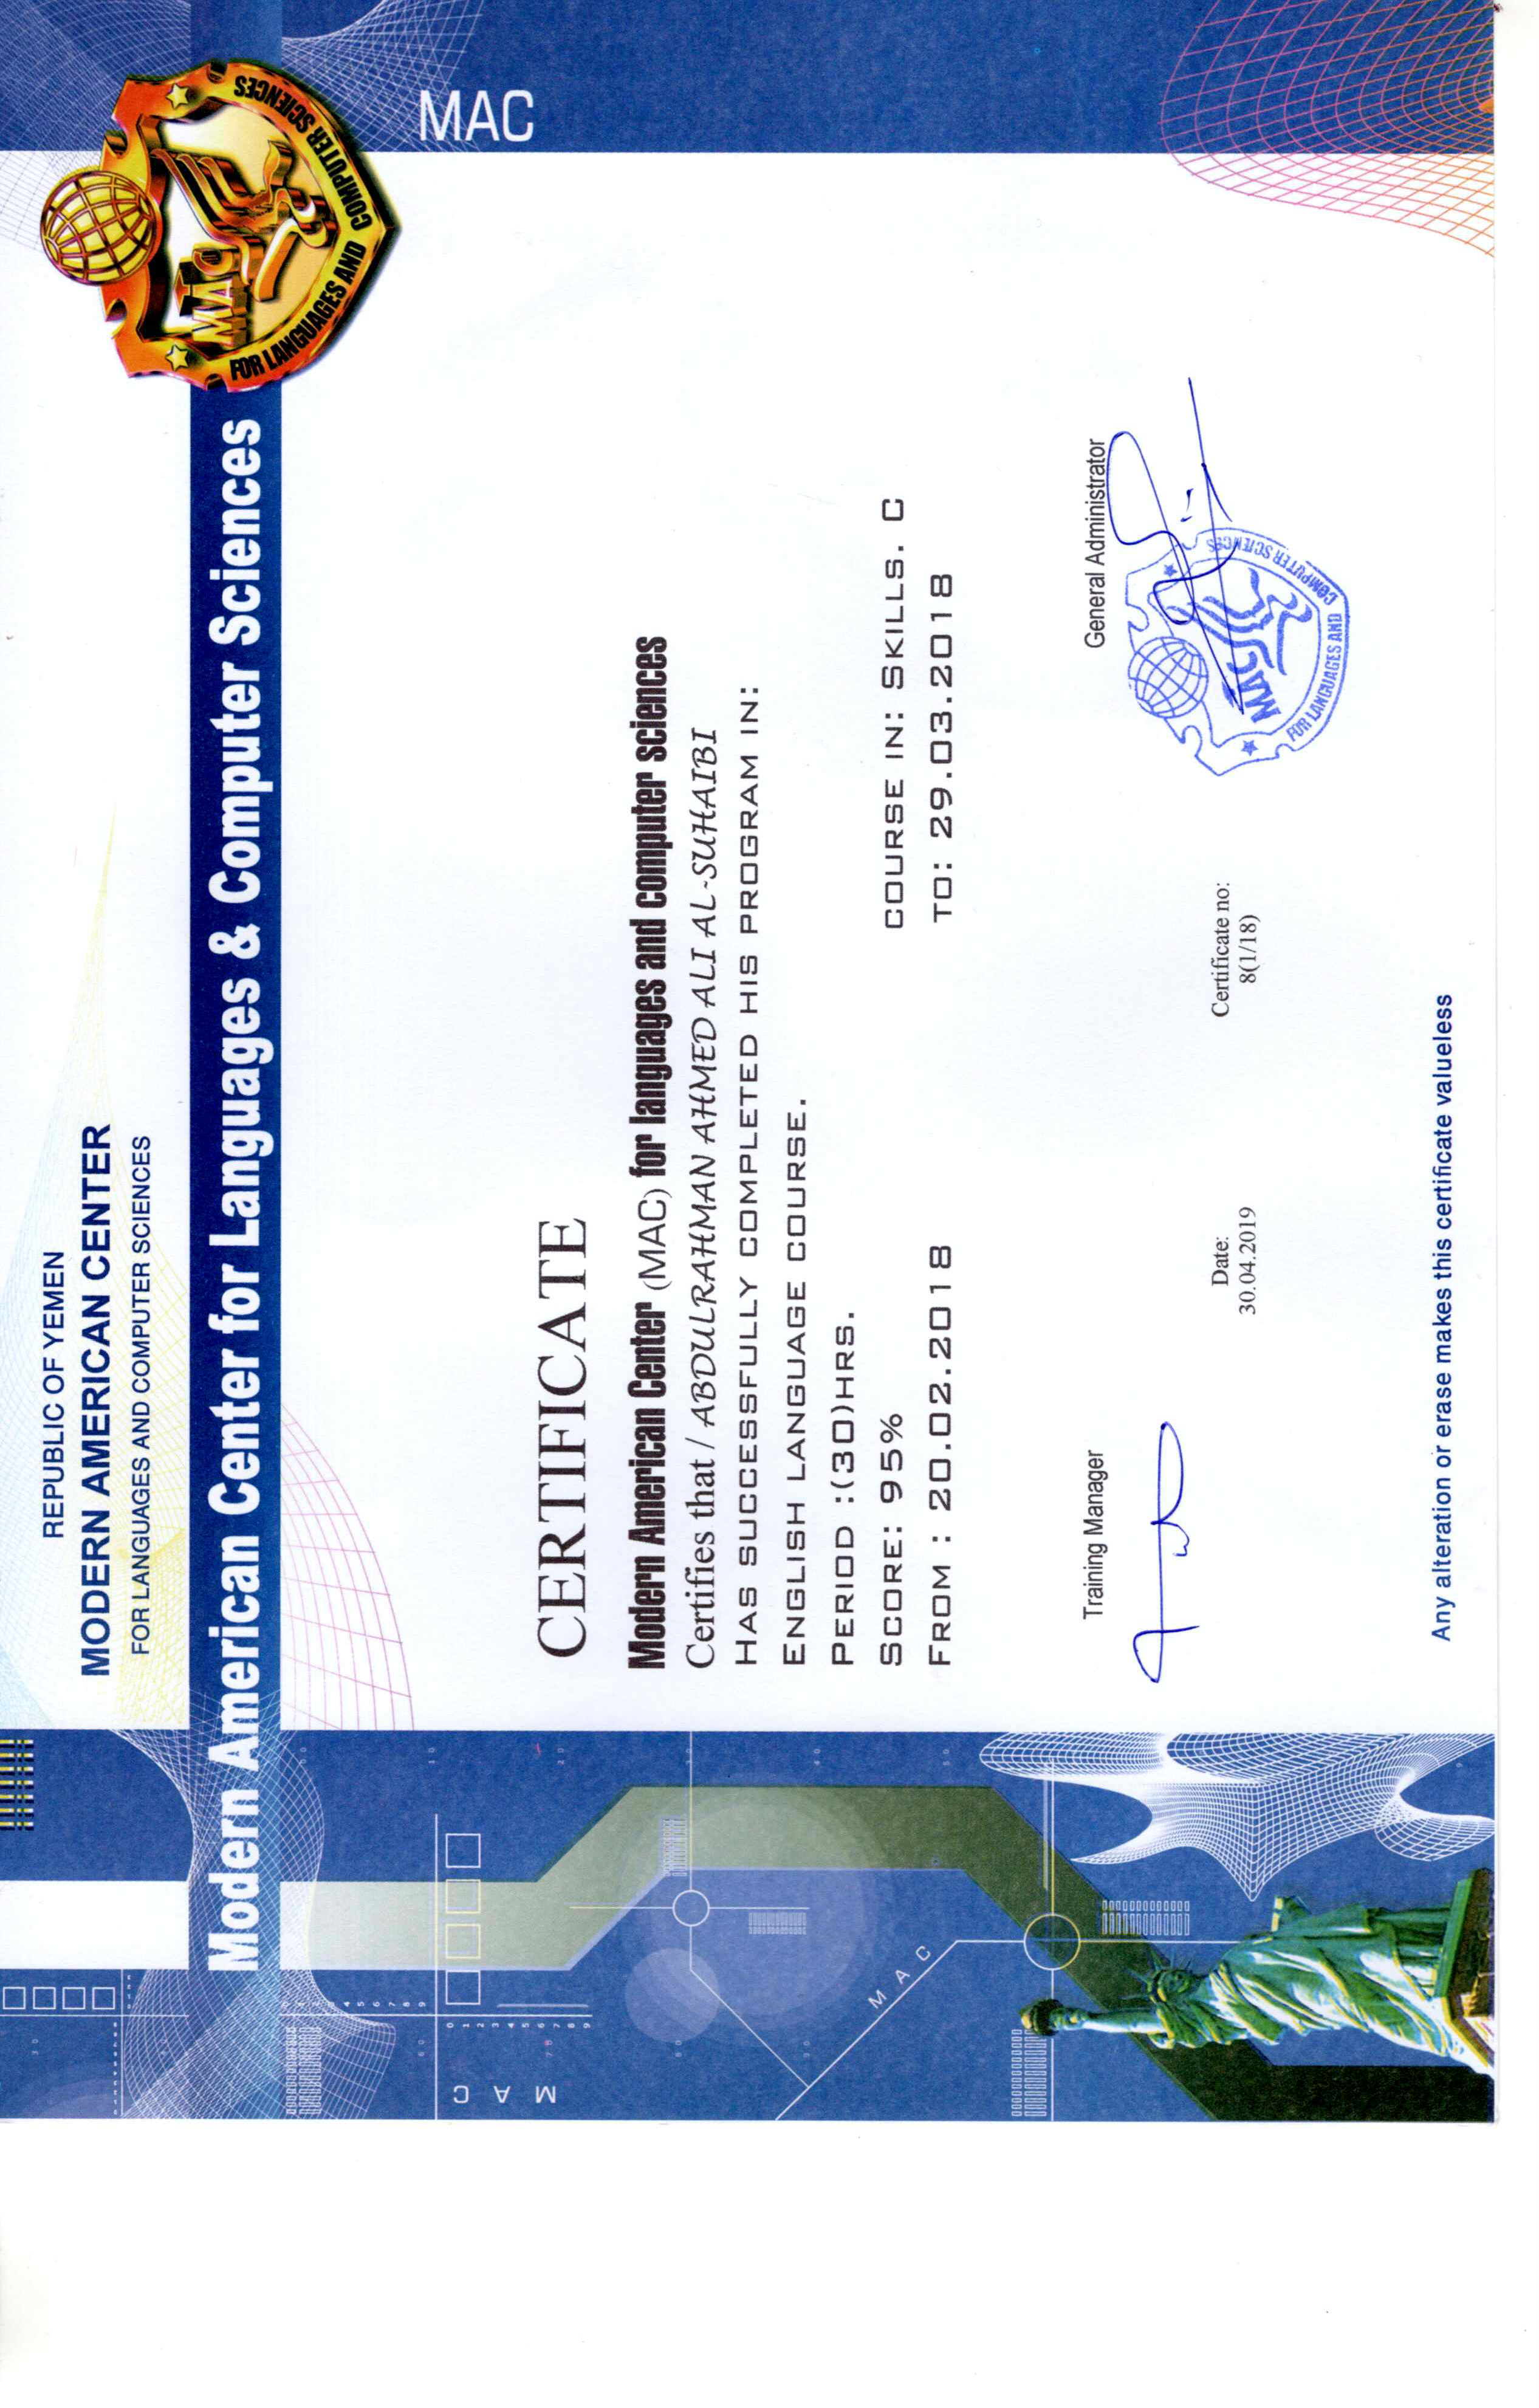 REPUBLIC OF YEMEN
MODERN AMERICAN CENTER
FOR LANGUAGES AND COMPUTER SCIENCES
Modern American Center for Languages & Computer Sciences
MAC
FOR LANGUAGES AND COMPUTER SCIENCES
MAC
CERTIFICATE
Modern American Center (MAC) for languages and computer sciences
Certifies that / ABDULRAHMAN AHMED ALI AL-SUHAIBI
HAS SUCCESSFULLY COMPLETED HIS PROGRAM IN:
ENGLISH LANGUAGE COURSE.
PERIOD :(30)HRS.
SCORE: 95% COURSE IN: SKILLS. C
FROM : 20.02.2018 TO: 29.03.2018
Training Manager General Administrator
MAC
FOR LANGUAGES AND COMPUTER SCIENCES
Date: Certificate no:
30.04.2019 8(1/18)
Any alteration or erase makes this certificate valueless
M A C
M A C